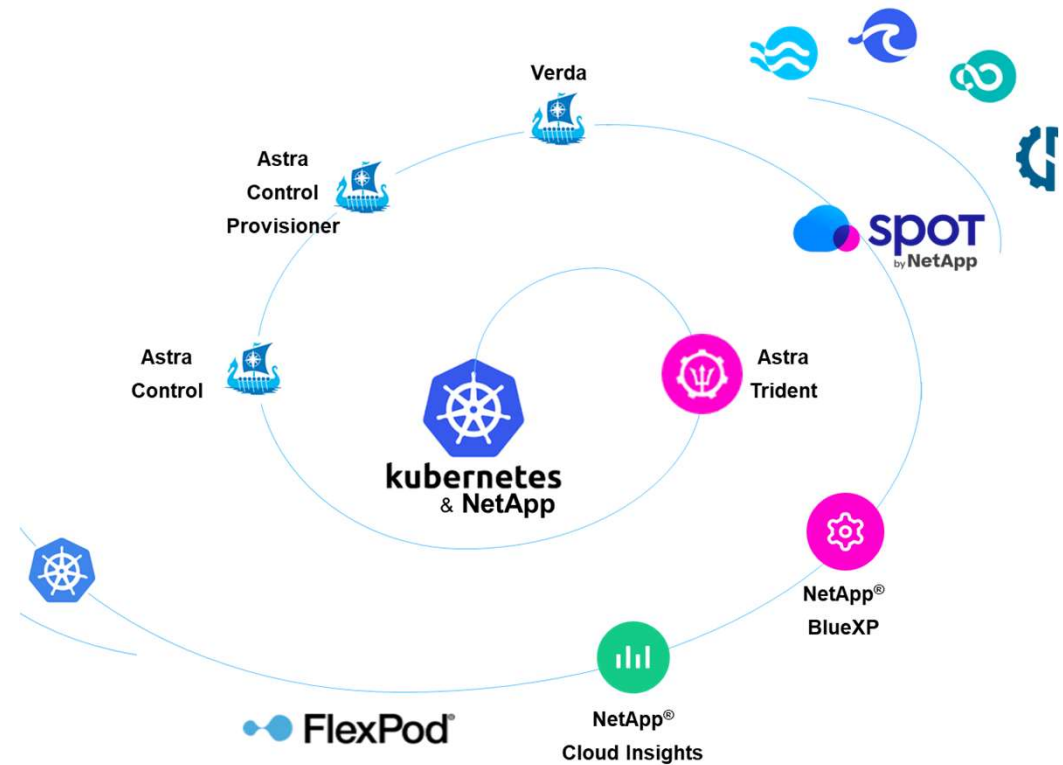 Verda
Astra
Control
Provisioner
spot
by NetApp
Astra
Control
Astra
Trident
kubernetes
& NetApp
NetApp®
BlueXP
FlexPod®
NetApp®
Cloud Insights